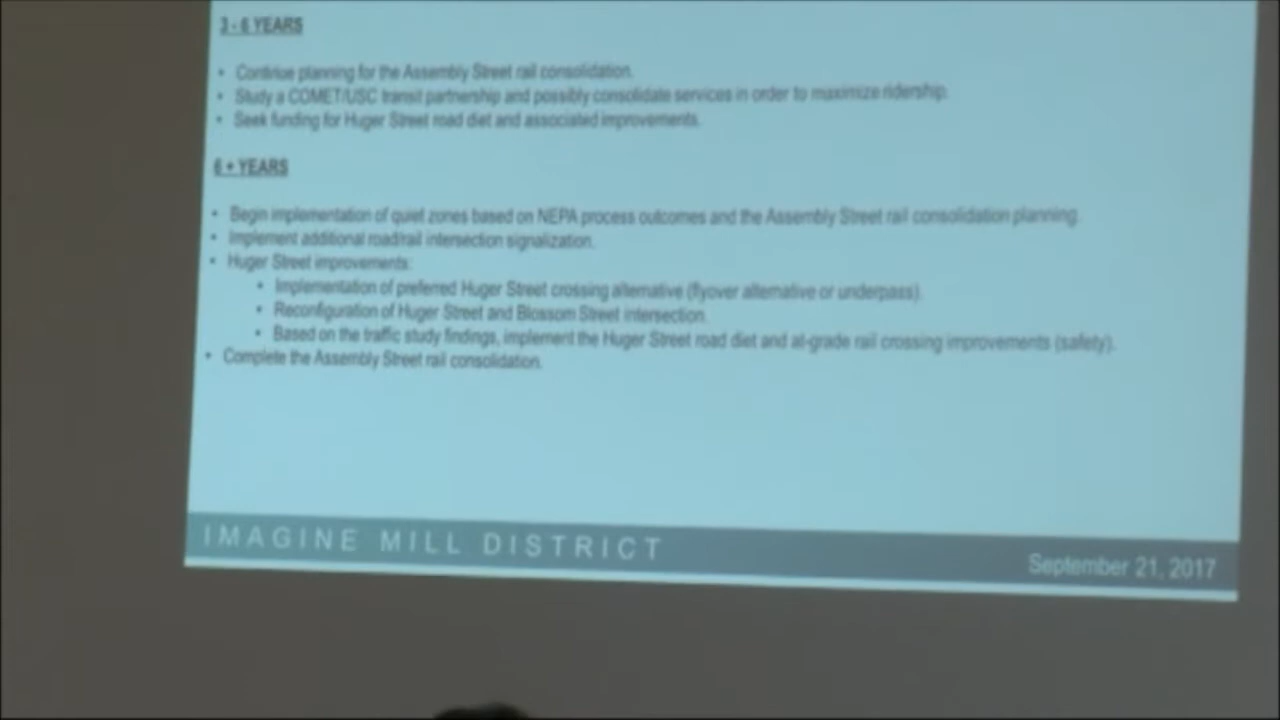 3 - 6 YEARS
• Continue planning for the Assembly Street rail consolidation.
• Study a COMET/USC transit partnership and possibly consolidate services in order to maximize ridership.
• Seek funding for Huger Street road diet and associated improvements.
6 + YEARS
• Begin implementation of quiet zones based on NEPA process outcomes and the Assembly Street rail consolidation planning.
• Implement additional road/rail intersection signalization.
• Huger Street improvements:
• Implementation of preferred Huger Street crossing alternative (flyover alternative or underpass).
• Reconfiguration of Huger Street and Blossom Street intersection.
• Based on the traffic study findings, implement the Huger Street road diet and at-grade rail crossing improvements (safety).
• Complete the Assembly Street rail consolidation.
IMAGINE MILL DISTRICT
September 21, 2017